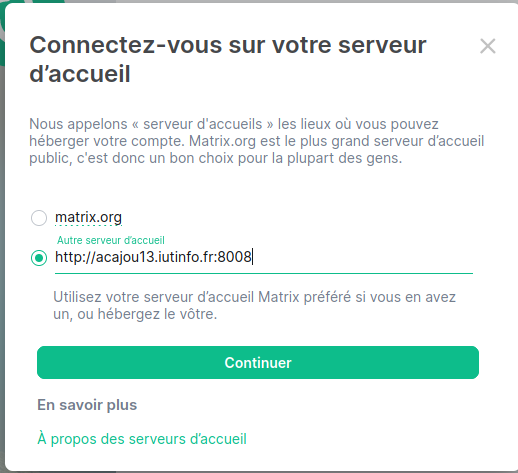 Connectez-vous sur votre serveur
d’accueil
Nous appelons « serveur d'accueils » les lieux où vous pouvez
héberger votre compte. Matrix.org est le plus grand serveur d’accueil
public, c'est donc un bon choix pour la plupart des gens.
matrix.org
Autre serveur d’accueil
http://acajou13.iutinfo.fr:8008
Utilisez votre serveur d’accueil Matrix préféré si vous en avez
un, ou hébergez le vôtre.
Continuer
En savoir plus
À propos des serveurs d’accueil